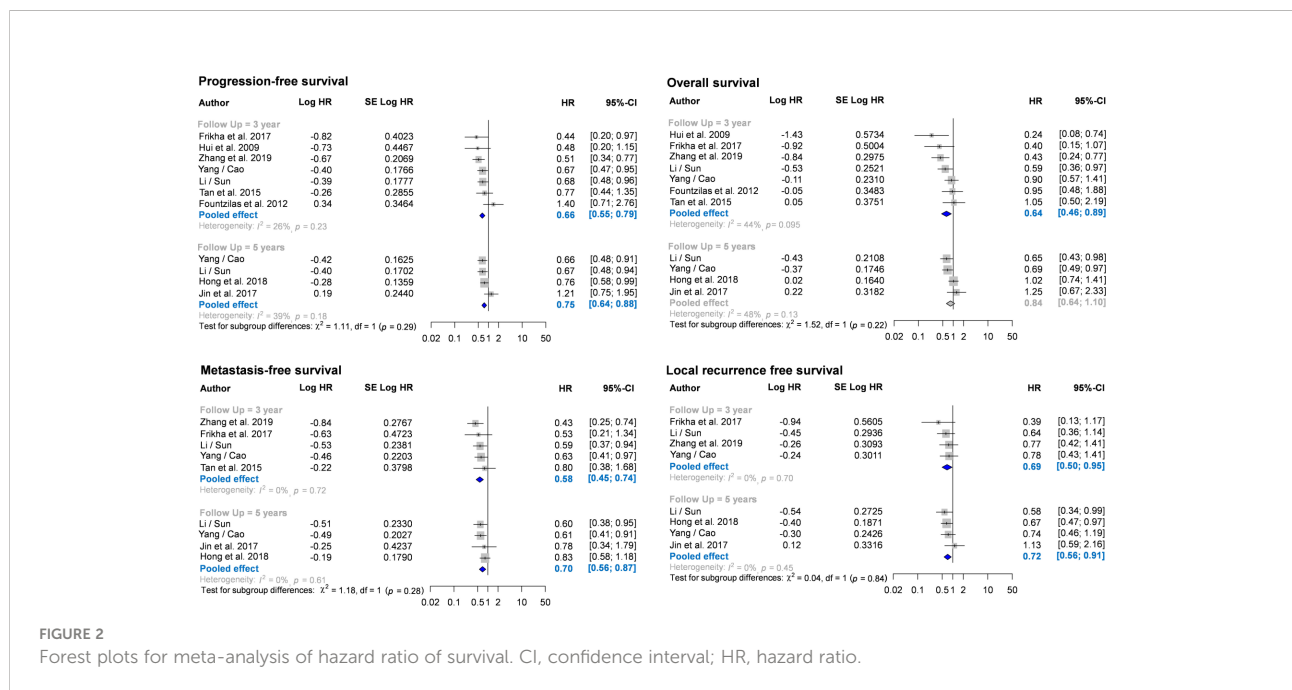 Progression-free survival
Author Log HR SE Log HR HR 95%-CI
Follow Up = 3 year
Frikha et al. 2017 -0.82 0.4023 0.44 [0.20; 0.97]
Hui et al. 2009 -0.73 0.4467 0.48 [0.20; 1.15]
Zhang et al. 2019 -0.67 0.2069 0.51 [0.34; 0.77]
Yang / Cao -0.40 0.1766 0.67 [0.47; 0.95]
Li / Sun -0.39 0.1777 0.68 [0.48; 0.96]
Tan et al. 2015 -0.26 0.2855 0.77 [0.44; 1.35]
Fountzilas et al. 2012 0.34 0.3464 1.40 [0.71; 2.76]
Pooled effect 0.66 [0.55; 0.79]
Heterogeneity: I² = 26%, p = 0.23
Follow Up = 5 years
Yang / Cao -0.42 0.1625 0.66 [0.48; 0.91]
Li / Sun -0.40 0.1702 0.67 [0.48; 0.94]
Hong et al. 2018 -0.28 0.1359 0.76 [0.58; 0.99]
Jin et al. 2017 0.19 0.2440 1.21 [0.75; 1.95]
Pooled effect 0.75 [0.64; 0.88]
Heterogeneity: I² = 39%, p = 0.18
Test for subgroup differences: χ² = 1.11, df = 1 (p = 0.29)
0.02 0.1 0.5 1 2 10 50
Overall survival
Author Log HR SE Log HR HR 95%-CI
Follow Up = 3 year
Hui et al. 2009 -1.43 0.5734 0.24 [0.08; 0.74]
Frikha et al. 2017 -0.92 0.5004 0.40 [0.15; 1.07]
Zhang et al. 2019 -0.84 0.2975 0.43 [0.24; 0.77]
Li / Sun -0.53 0.2521 0.59 [0.36; 0.97]
Yang / Cao -0.11 0.2310 0.90 [0.57; 1.41]
Fountzilas et al. 2012 -0.05 0.3483 0.95 [0.48; 1.88]
Tan et al. 2015 0.05 0.3751 1.05 [0.50; 2.19]
Pooled effect 0.64 [0.46; 0.89]
Heterogeneity: I² = 44%, p = 0.095
Follow Up = 5 years
Li / Sun -0.43 0.2108 0.65 [0.43; 0.98]
Yang / Cao -0.37 0.1746 0.69 [0.49; 0.97]
Hong et al. 2018 0.02 0.1640 1.02 [0.74; 1.41]
Jin et al. 2017 0.22 0.3182 1.25 [0.67; 2.33]
Pooled effect 0.84 [0.64; 1.10]
Heterogeneity: I² = 48%, p = 0.13
Test for subgroup differences: χ² = 1.52, df = 1 (p = 0.22)
0.02 0.1 0.5 1 2 10 50
Metastasis-free survival
Author Log HR SE Log HR HR 95%-CI
Follow Up = 3 year
Zhang et al. 2019 -0.84 0.2767 0.43 [0.25; 0.74]
Frikha et al. 2017 -0.63 0.4723 0.53 [0.21; 1.34]
Li / Sun -0.53 0.2381 0.59 [0.37; 0.94]
Yang / Cao -0.46 0.2203 0.63 [0.41; 0.97]
Tan et al. 2015 -0.22 0.3798 0.80 [0.38; 1.68]
Pooled effect 0.58 [0.45; 0.74]
Heterogeneity: I² = 0%, p = 0.72
Follow Up = 5 years
Li / Sun -0.51 0.2330 0.60 [0.38; 0.95]
Yang / Cao -0.49 0.2027 0.61 [0.41; 0.91]
Jin et al. 2017 -0.25 0.4237 0.78 [0.34; 1.79]
Hong et al. 2018 -0.19 0.1790 0.83 [0.58; 1.18]
Pooled effect 0.70 [0.56; 0.87]
Heterogeneity: I² = 0%, p = 0.61
Test for subgroup differences: χ² = 1.18, df = 1 (p = 0.28)
0.02 0.1 0.5 1 2 10 50
Local recurrence free survival
Author Log HR SE Log HR HR 95%-CI
Follow Up = 3 year
Frikha et al. 2017 -0.94 0.5605 0.39 [0.13; 1.17]
Li / Sun -0.45 0.2936 0.64 [0.36; 1.14]
Zhang et al. 2019 -0.26 0.3093 0.77 [0.42; 1.41]
Yang / Cao -0.24 0.3011 0.78 [0.43; 1.41]
Pooled effect 0.69 [0.50; 0.95]
Heterogeneity: I² = 0%, p = 0.70
Follow Up = 5 years
Li / Sun -0.54 0.2725 0.58 [0.34; 0.99]
Hong et al. 2018 -0.40 0.1871 0.67 [0.47; 0.97]
Yang / Cao -0.30 0.2426 0.74 [0.46; 1.19]
Jin et al. 2017 0.12 0.3316 1.13 [0.59; 2.16]
Pooled effect 0.72 [0.56; 0.91]
Heterogeneity: I² = 0%, p = 0.45
Test for subgroup differences: χ² = 0.04, df = 1 (p = 0.84)
0.02 0.1 0.5 1 2 10 50
FIGURE 2
Forest plots for meta-analysis of hazard ratio of survival. CI, confidence interval; HR, hazard ratio.